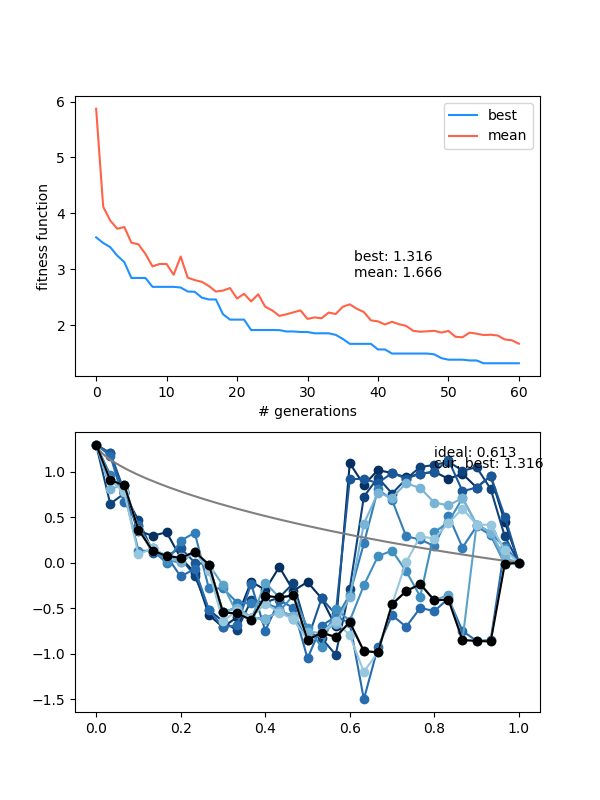 6
5
4
3
2
fitness function
best
mean
best: 1.316
mean: 1.666
0 10 20 30 40 50 60
# generations
ideal: 0.613
cur. best: 1.316
1.0
0.5
0.0
−0.5
−1.0
−1.5
0.0 0.2 0.4 0.6 0.8 1.0